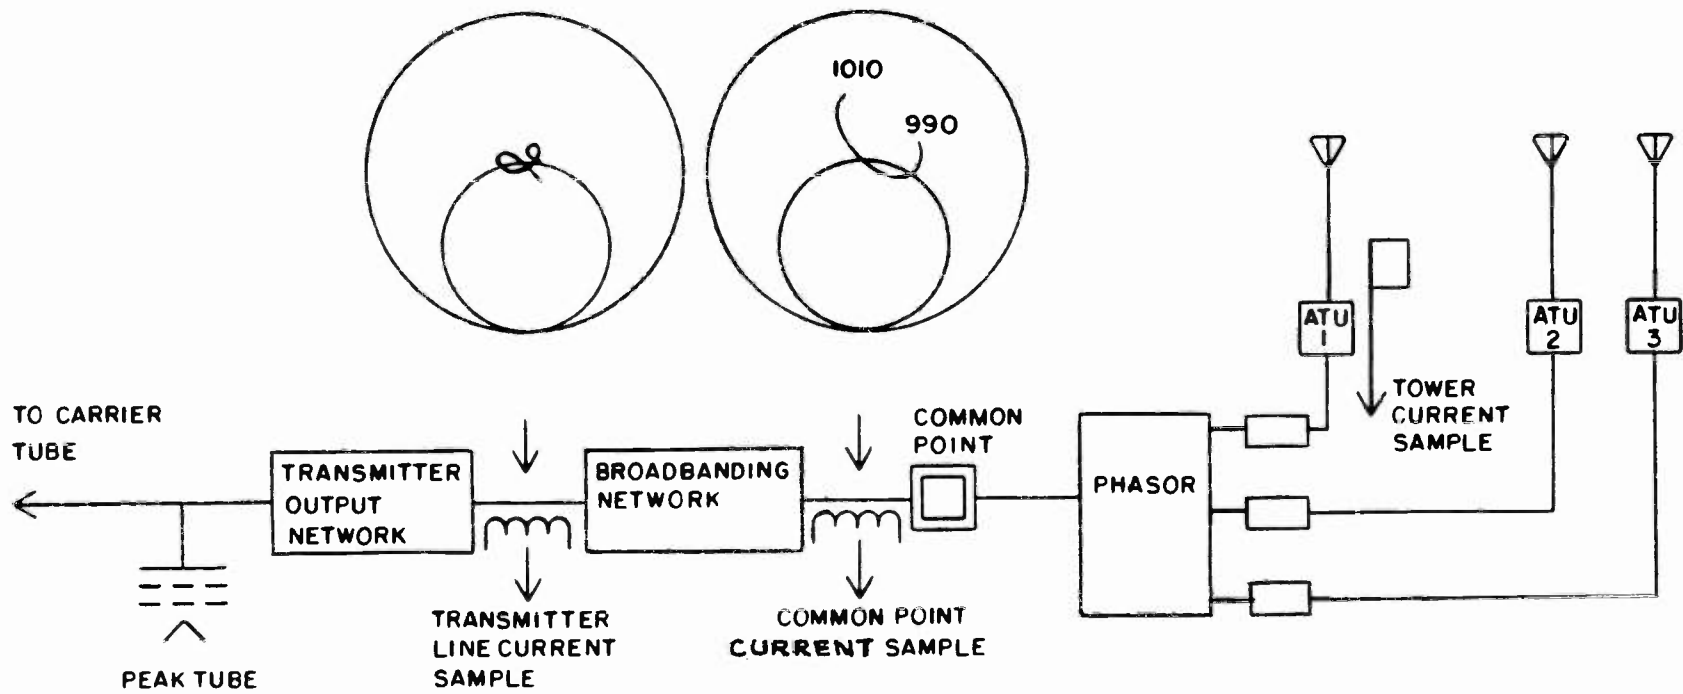 1010
990
ATU
1
ATU
2
ATU
3
TO CARRIER
TUBE
TRANSMITTER
OUTPUT
NETWORK
BROADBANDING
NETWORK
COMMON
POINT
PHASOR
TOWER
CURRENT
SAMPLE
PEAK TUBE
TRANSMITTER
LINE CURRENT
SAMPLE
COMMON POINT
CURRENT SAMPLE